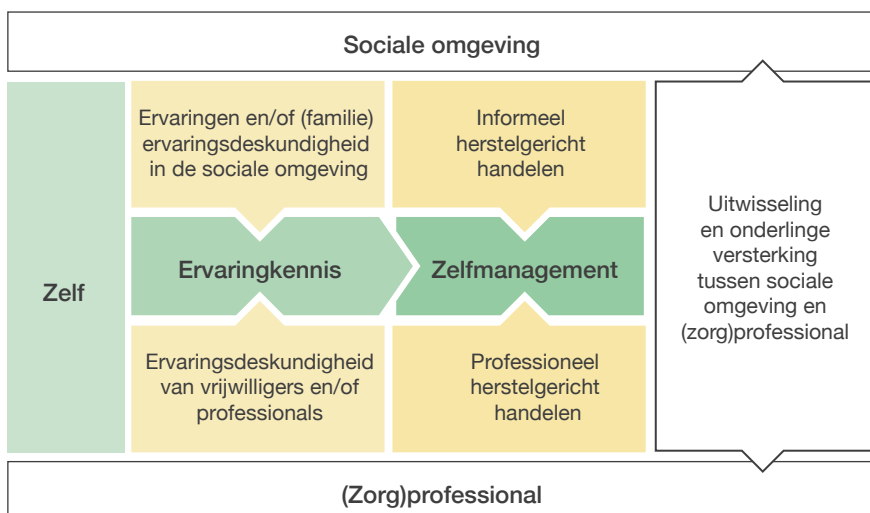 Sociale omgeving
Zelf
Ervaringen en/of (familie)
ervaringsdeskundigheid
in de sociale omgeving
Informeel
herstelgericht
handelen
Ervaringkennis
Zelfmanagement
Ervaringsdeskundigheid
van vrijwilligers en/of
professionals
Professioneel
herstelgericht
handelen
Uitwisseling
en onderlinge
versterking
tussen sociale
omgeving en
(zorg)professional
(Zorg)professional